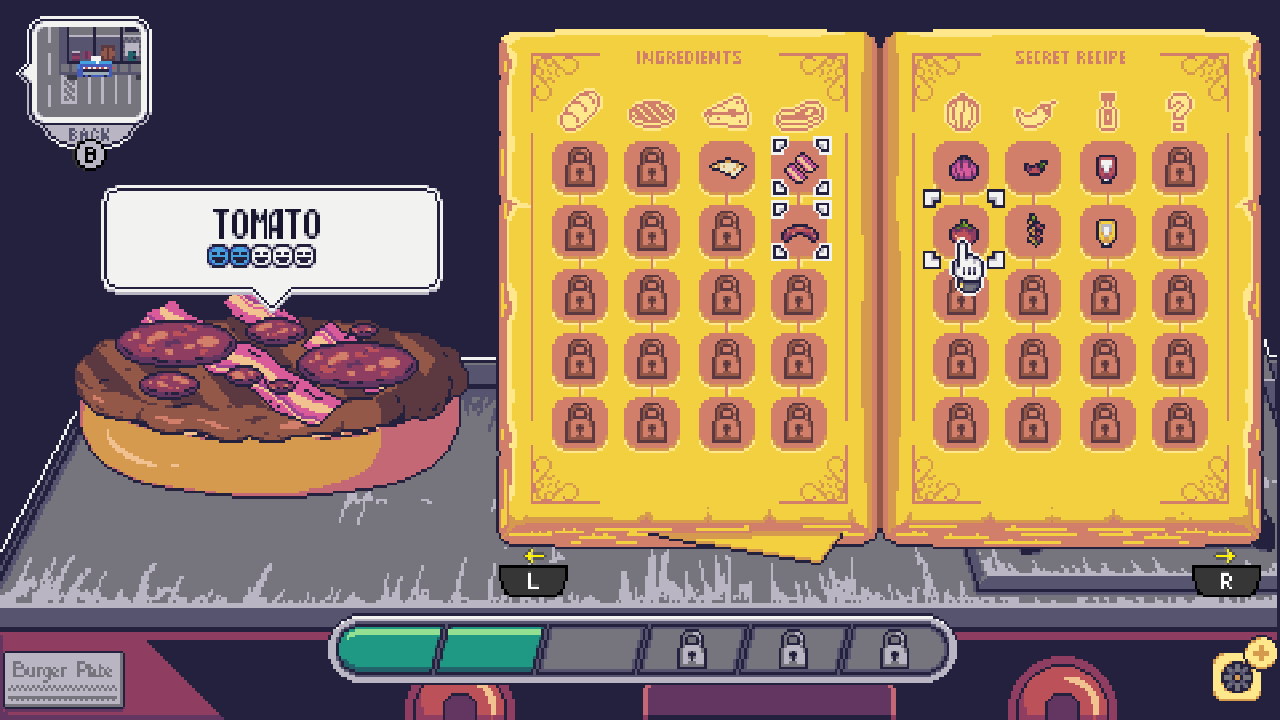 INGREDIENTS
SECRET RECIPE
BACK
B
TOMATO
L
R
Burger Plate